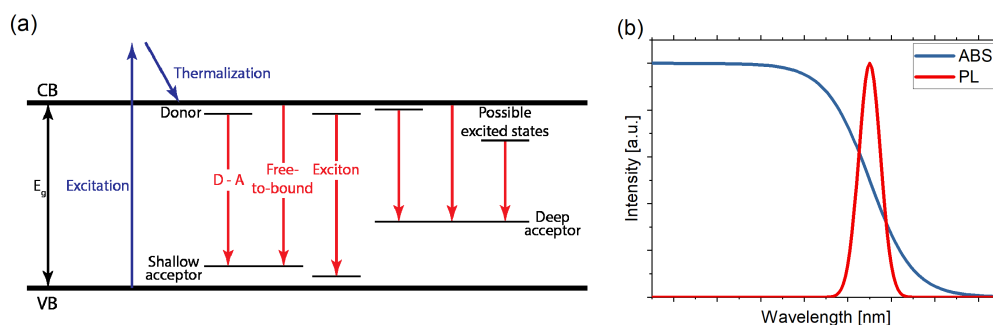 (a)
Thermalization
CB
Donor
Possible
excited states
Eg
Excitation
D - A
Free-
to-bound
Exciton
Deep
acceptor
Shallow
acceptor
VB
(b)
ABS
PL
Intensity [a.u.]
Wavelength [nm]